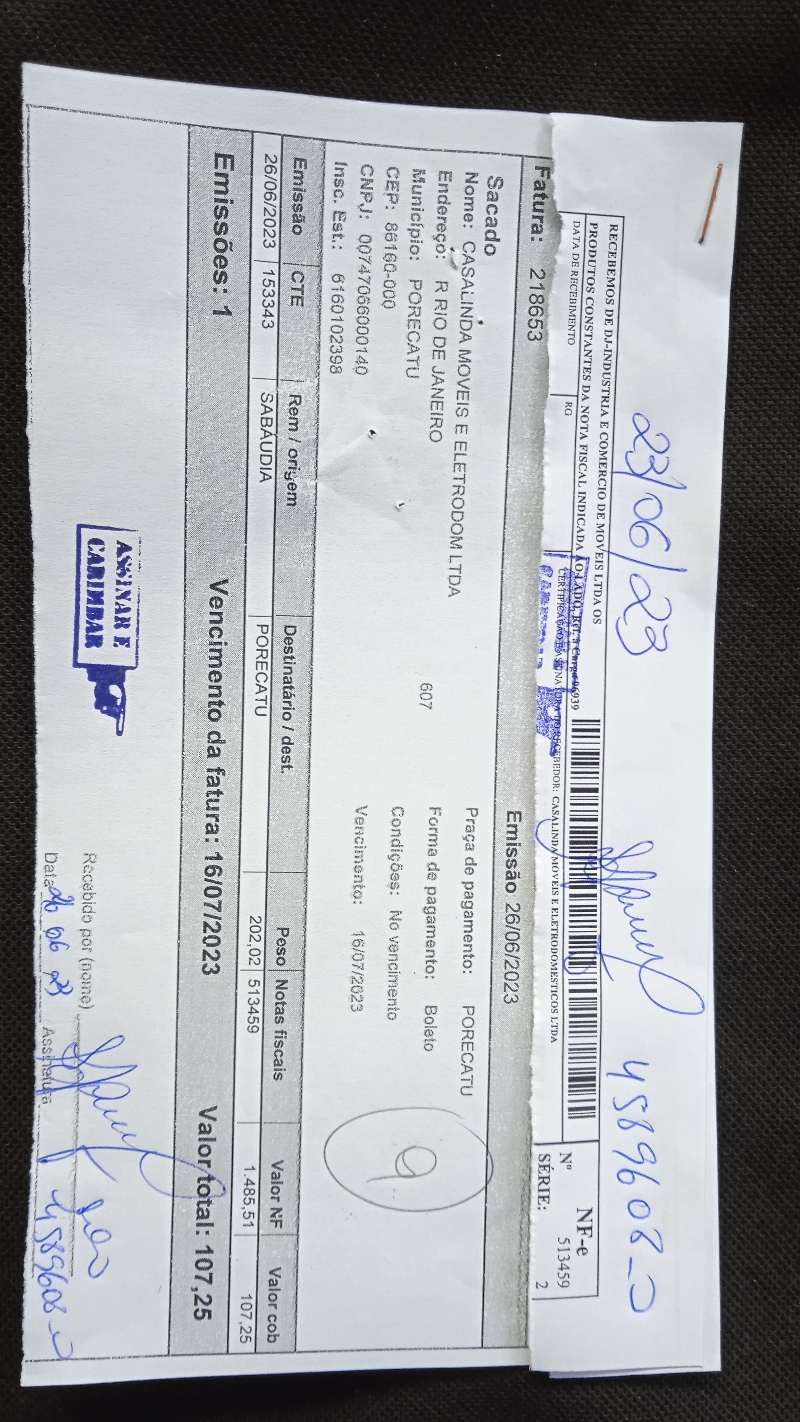 23/06/23 4589608_0
RECEBEMOS DE DJ-INDUSTRIA E COMERCIO DE MOVEIS LTDA OS
PRODUTOS CONSTANTES DA NOTA FISCAL INDICADA AO LADO. Ref. à Carga 96939
DATA DE RECEBIMENTO
RG
CASALINDA MOVEIS E ELETRODOMESTICOS LTDA
NF-e
Nº 513459
SÉRIE: 2
Fatura: 218653 Emissão 26/06/2023
Sacado
Nome: CASALINDA MOVEIS E ELETRODOM LTDA Praça de pagamento: PORECATU
Endereço: R RIO DE JANEIRO 607 Forma de pagamento: Boleto
Município: PORECATU Condições: No vencimento
CEP: 86160-000 Vencimento: 16/07/2023
CNPJ: 00747066000140
Insc. Est.: 6160102398
9
Emissão CTE Rem / origem Destinatário / dest. Peso Notas fiscais Valor NF Valor cob
26/06/2023 153343 SABÁUDIA PORECATU 202,02 513459 1.485,51 107,25
Emissões: 1 Vencimento da fatura: 16/07/2023 Valor total: 107,25
ASSINAR E
CARIMBAR
Recebido por (nome)
Data 26 06 23 Assinatura 4589608_0